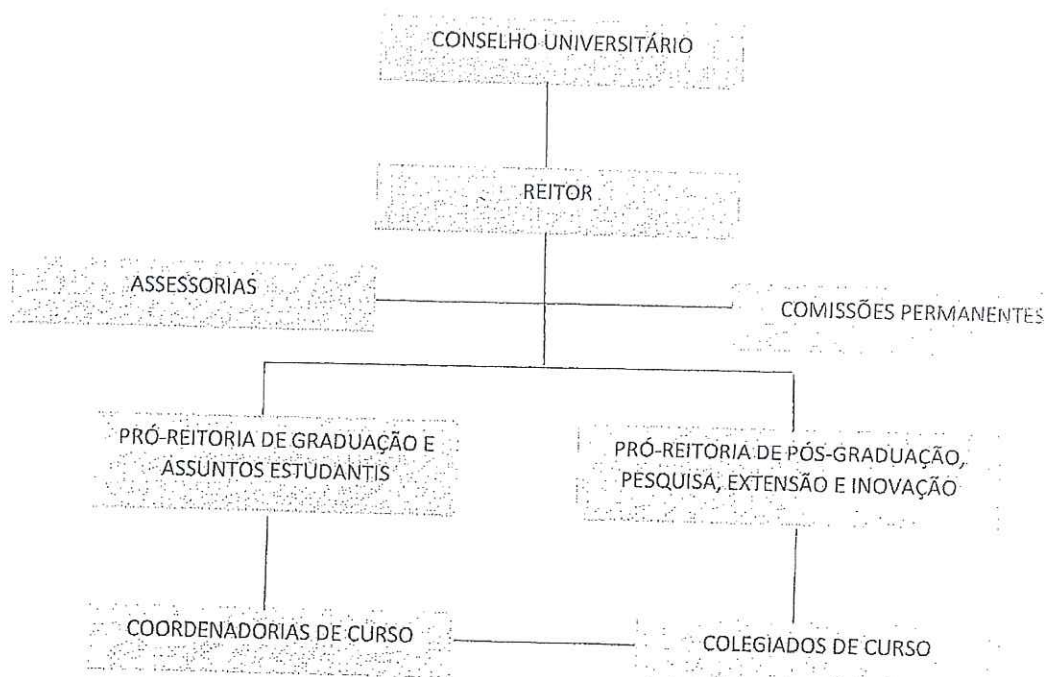 CONSELHO UNIVERSITÁRIO
REITOR
ASSESSORIAS
COMISSÕES PERMANENTES
PRÓ-REITORIA DE GRADUAÇÃO E
ASSUNTOS ESTUDANTIS
PRÓ-REITORIA DE PÓS-GRADUAÇÃO,
PESQUISA, EXTENSÃO E INOVAÇÃO
COORDENADORIAS DE CURSO
COLEGIADOS DE CURSO